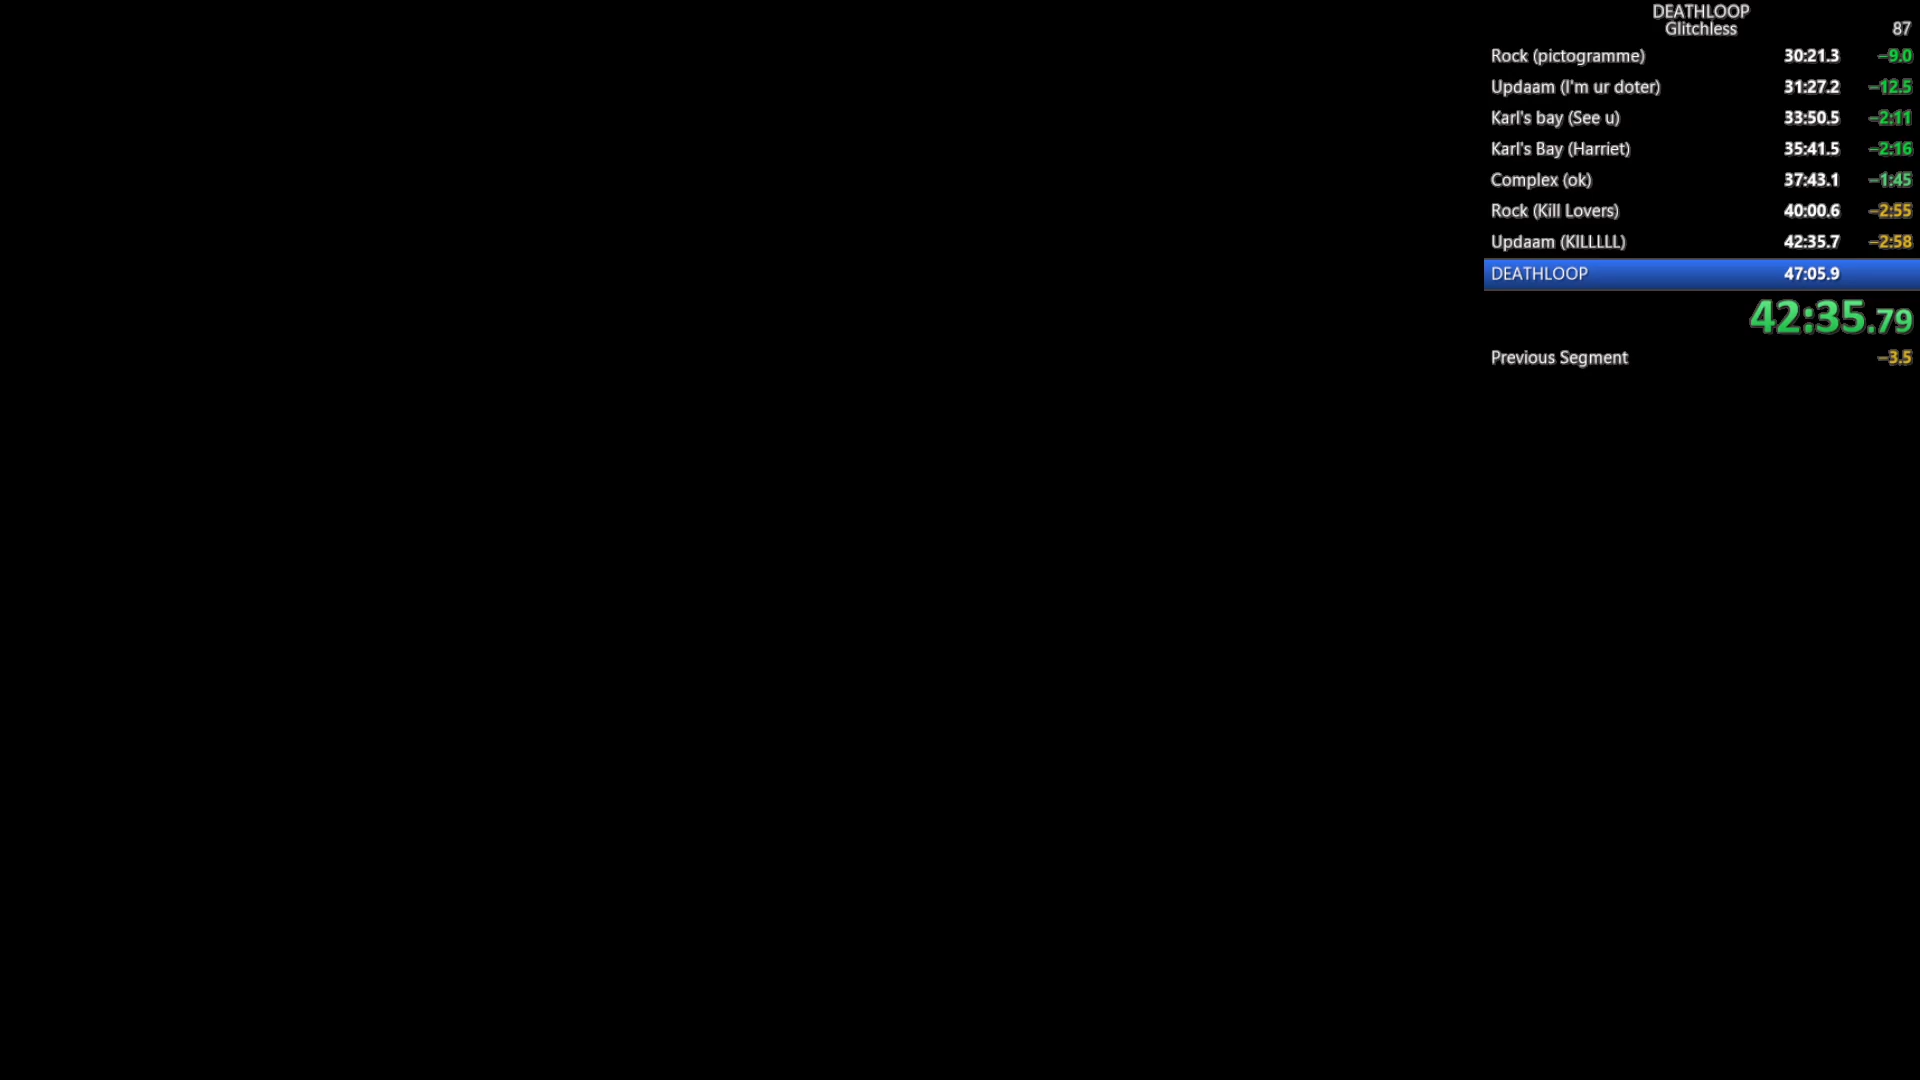 DEATHLOOP
Glitchless 87
Rock (pictogramme) 30:21.3 −9.0
Updaam (I'm ur doter) 31:27.2 −12.5
Karl's bay (See u) 33:50.5 −2:11
Karl's Bay (Harriet) 35:41.5 −2:16
Complex (ok) 37:43.1 −1:45
Rock (Kill Lovers) 40:00.6 −2:55
Updaam (KILLLLL) 42:35.7 −2:58
DEATHLOOP 47:05.9
42:35.79
Previous Segment −3.5